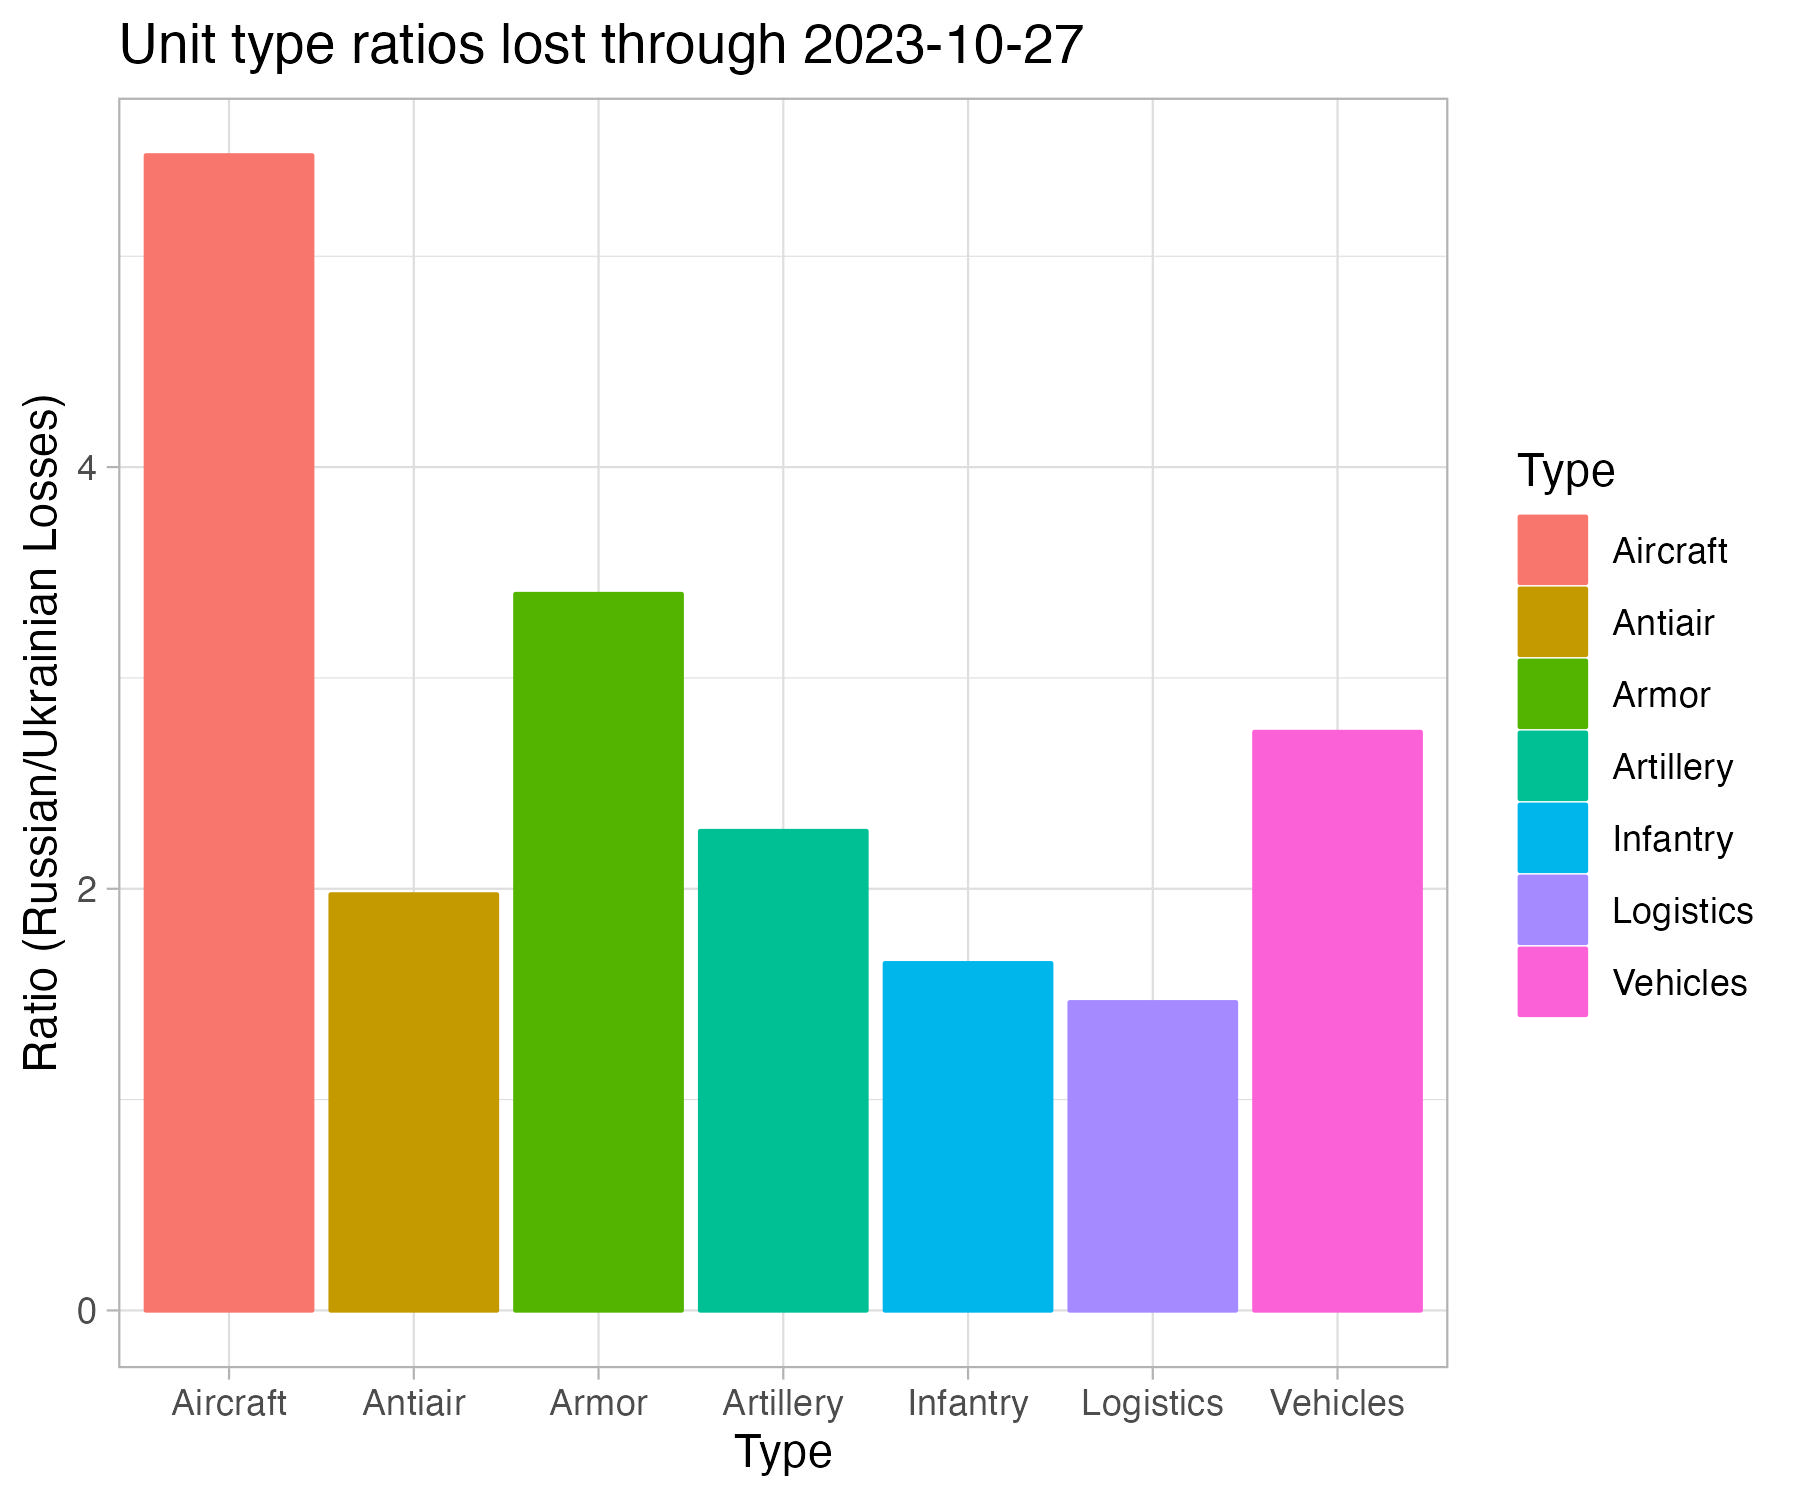 Unit type ratios lost through 2023-10-27
Ratio (Russian/Ukrainian Losses)
4
2
0
Aircraft Antiair Armor Artillery Infantry Logistics Vehicles
Type
Type
Aircraft
Antiair
Armor
Artillery
Infantry
Logistics
Vehicles